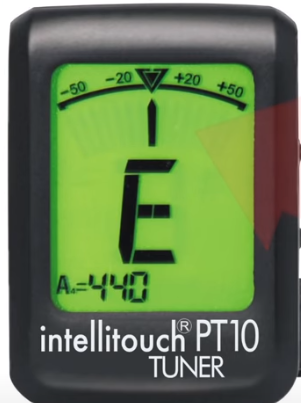 -50 -20 +20 +50
E
A₄=440
intellitouch® PT10
TUNER